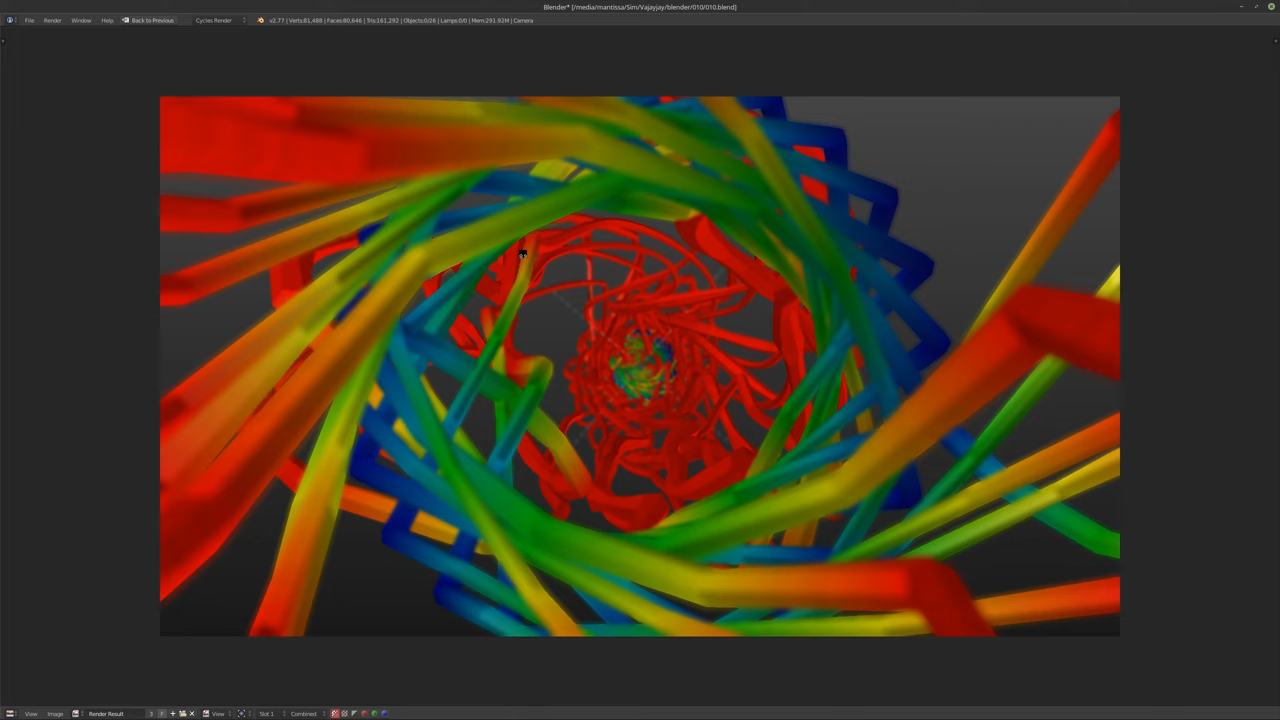 Blender* [/media/mantissa/Sim/Vajayjay/blender/010/010.blend]
File Render Window Help Back to Previous Cycles Render v2.77 | Verts:81,488 | Faces:80,646 | Tris:161,292 | Objects:0/26 | Lamps:0/0 | Mem:291.92M | Camera
View Image Render Result 3 F View Slot 1 Combined